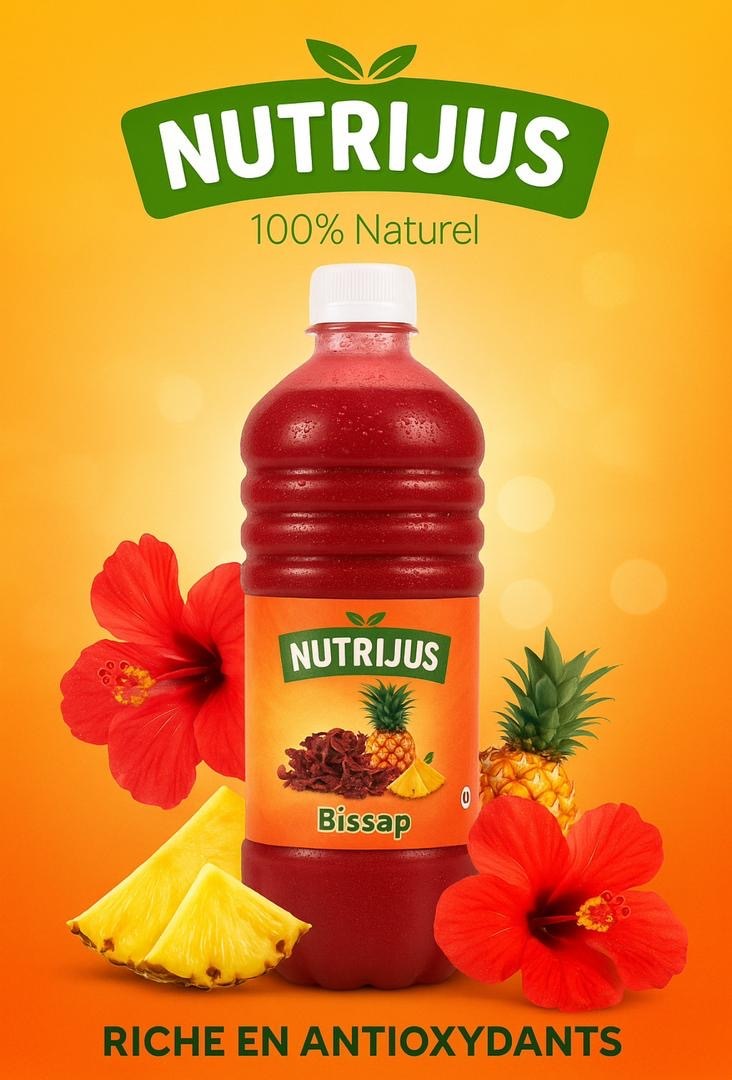 NUTRIJUS
100% Naturel
NUTRIJUS
U
Bissap
RICHE EN ANTIOXYDANTS